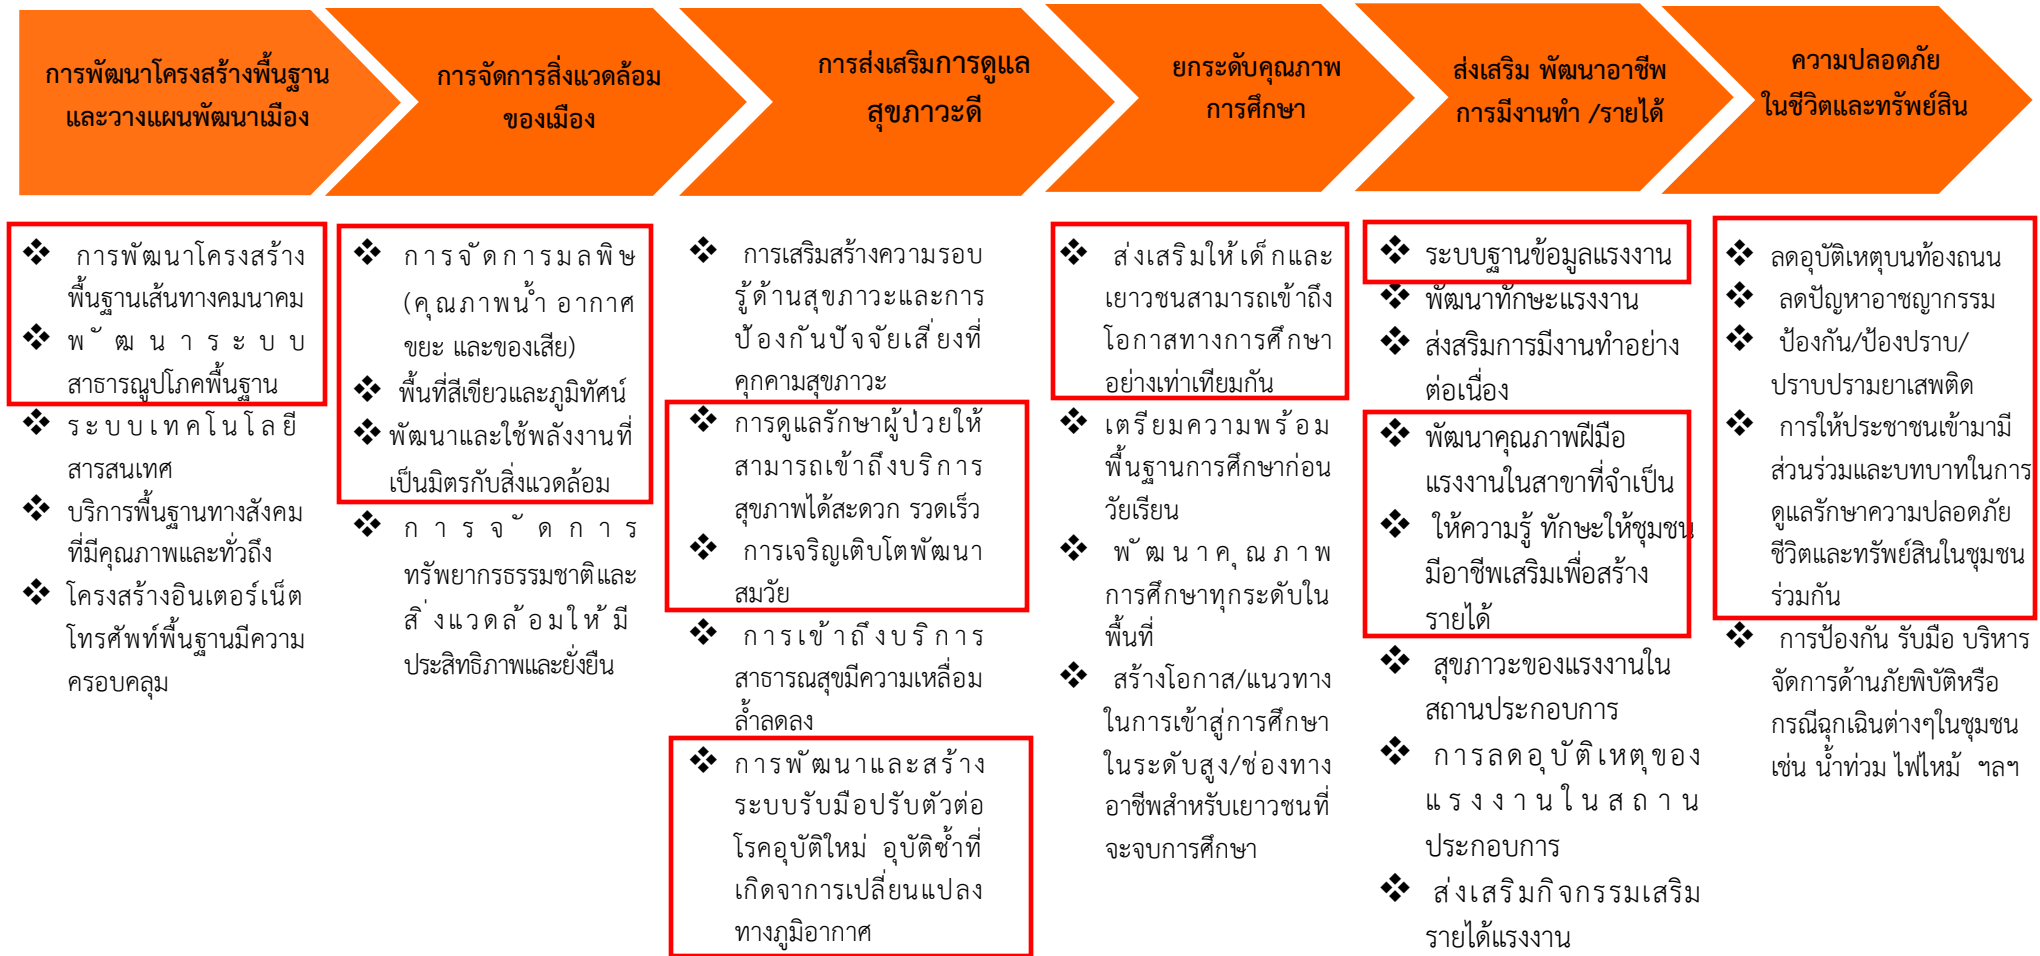 การพัฒนาโครงสร้างพื้นฐาน
และวางแผนพัฒนาเมือง
การจัดการสิ่งแวดล้อม
ของเมือง
การส่งเสริมการดูแล
สุขภาวะดี
ยกระดับคุณภาพ
การศึกษา
ส่งเสริม พัฒนาอาชีพ
การมีงานทำ /รายได้
ความปลอดภัย
ในชีวิตและทรัพย์สิน
❖ การพัฒนาโครงสร้าง
พื้นฐานเส้นทางคมนาคม
❖ พัฒนาระบบ
สาธารณูปโภคพื้นฐาน
❖ ระบบเทคโนโลยี
สารสนเทศ
❖ บริการพื้นฐานทางสังคม
ที่มีคุณภาพและทั่วถึง
❖ โครงสร้างอินเตอร์เน็ต
โทรศัพท์พื้นฐานมีความ
ครอบคลุม
❖ การจัดการมลพิษ
(คุณภาพน้ำ อากาศ
ขยะ และของเสีย)
❖ พื้นที่สีเขียวและภูมิทัศน์
❖ พัฒนาและใช้พลังงานที่
เป็นมิตรกับสิ่งแวดล้อม
❖ การจัดการ
ทรัพยากรธรรมชาติและ
สิ่งแวดล้อมให้มี
ประสิทธิภาพและยั่งยืน
❖ การเสริมสร้างความรอบ
รู้ด้านสุขภาวะและการ
ป้องกันปัจจัยเสี่ยงที่
คุกคามสุขภาวะ
❖ การดูแลรักษาผู้ป่วยให้
สามารถเข้าถึงบริการ
สุขภาพได้สะดวก รวดเร็ว
❖ การเจริญเติบโตพัฒนา
สมวัย
❖ การเข้าถึงบริการ
สาธารณสุขมีความเหลื่อม
ล้ำลดลง
❖ การพัฒนาและสร้าง
ระบบรับมือปรับตัวต่อ
โรคอุบัติใหม่ อุบัติซ้ำที่
เกิดจาการเปลี่ยนแปลง
ทางภูมิอากาศ
❖ ส่งเสริมให้เด็กและ
เยาวชนสามารถเข้าถึง
โอกาสทางการศึกษา
อย่างเท่าเทียมกัน
❖ เตรียมความพร้อม
พื้นฐานการศึกษาก่อน
วัยเรียน
❖ พัฒนาคุณภาพ
การศึกษาทุกระดับใน
พื้นที่
❖ สร้างโอกาส/แนวทาง
ในการเข้าสู่การศึกษา
ในระดับสูง/ช่องทาง
อาชีพสำหรับเยาวชนที่
จะจบการศึกษา
❖ ระบบฐานข้อมูลแรงงาน
❖ พัฒนาทักษะแรงงาน
❖ ส่งสริมการมีงานทำอย่าง
ต่อเนื่อง
❖ พัฒนาคุณภาพฝีมือ
แรงงานในสาขาที่จำเป็น
❖ ให้ความรู้ ทักษะให้ชุมชน
มีอาชีพเสริมเพื่อสร้าง
รายได้
❖ สุขภาวะของแรงงานใน
สถานประกอบการ
❖ การลดอุบัติเหตุของ
แรงงานในสถาน
ประกอบการ
❖ ส่งเสริมกิจกรรมเสริม
รายได้แรงงาน
❖ ลดอุบัติเหตุบนท้องถนน
❖ ลดปัญหาอาชญากรรม
❖ ป้องกัน/ป้องปราบ/
ปราบปรามยาเสพติด
❖ การให้ประชาชนเข้ามามี
ส่วนร่วมและบทบาทในการ
ดูแลรักษาความปลอดภัย
ชีวิตและทรัพย์สินในชุมชน
ร่วมกัน
❖ การป้องกัน รับมือ บริหาร
จัดการด้านภัยพิบัติหรือ
กรณีฉุกเฉินต่างๆในชุมชน
เช่น น้ำท่วม ไฟไหม้ ฯลฯ